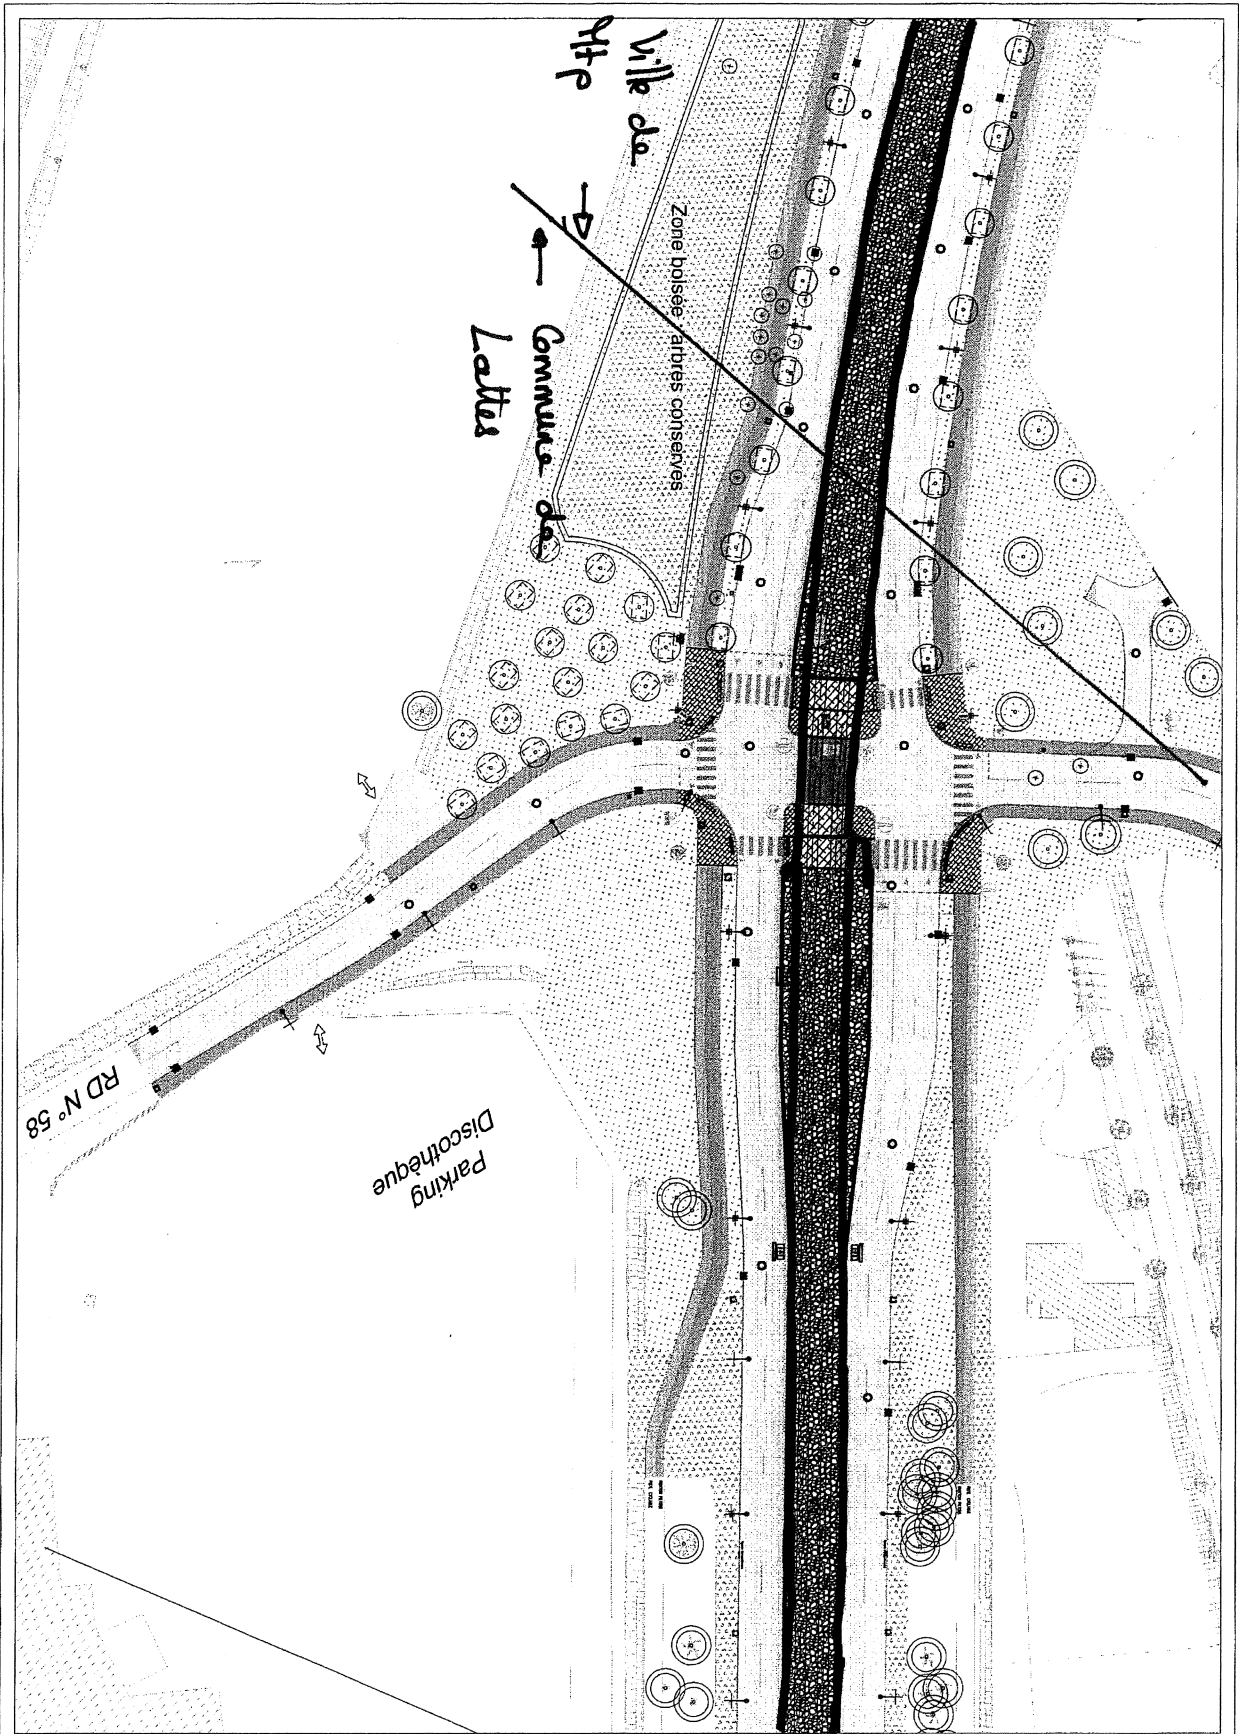 Ville de
Mtp
Commune de
Lattes
Zone boisée arbres conservés
RD N° 58
Parking
Discothèque